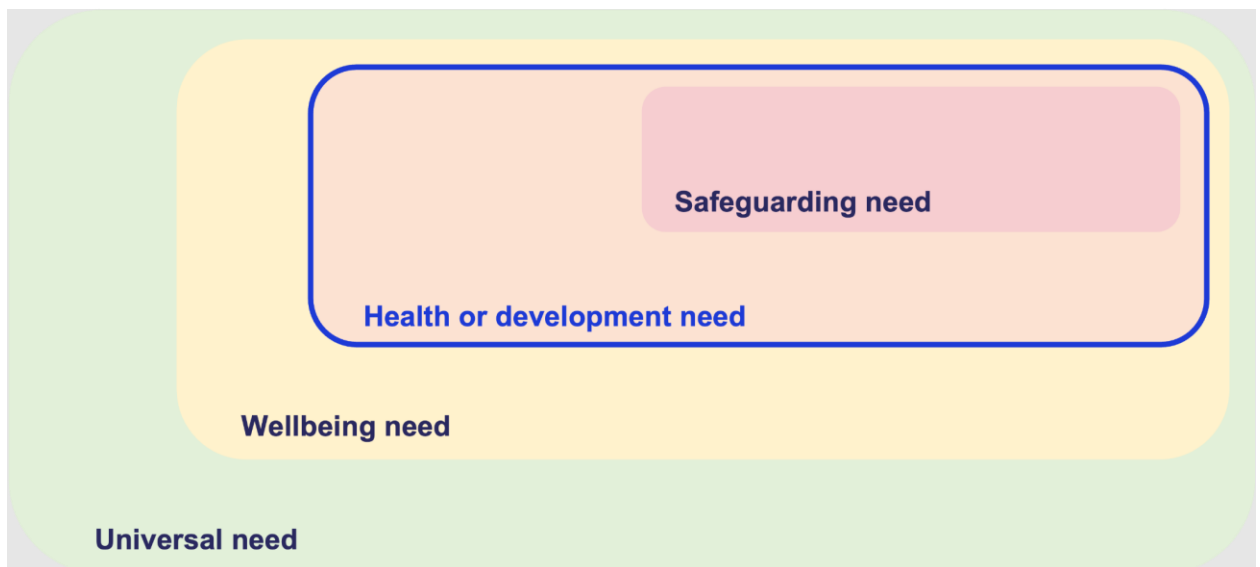 Safeguarding need
Health or development need
Wellbeing need
Universal need